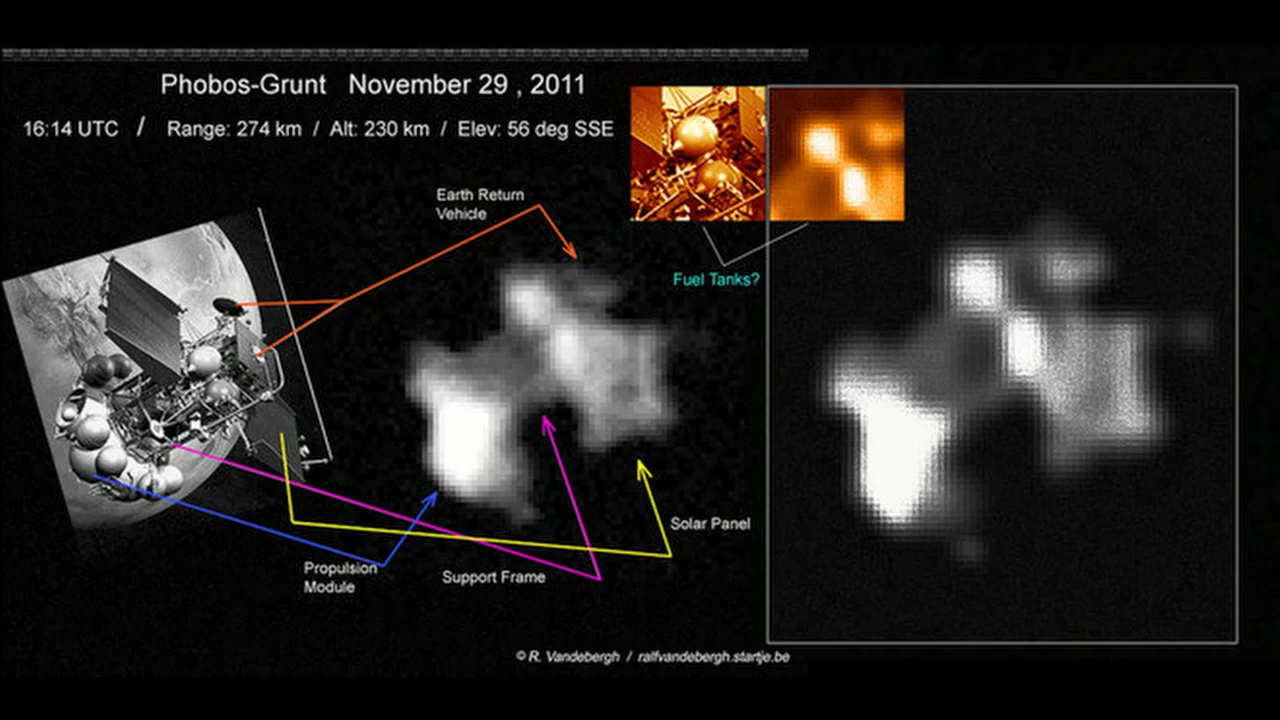 Phobos-Grunt November 29 , 2011
16:14 UTC / Range: 274 km / Alt: 230 km / Elev: 56 deg SSE
Earth Return
Vehicle
Fuel Tanks?
Solar Panel
Propulsion
Module
Support Frame
© R. Vandebergh / ralfvandebergh.startje.be